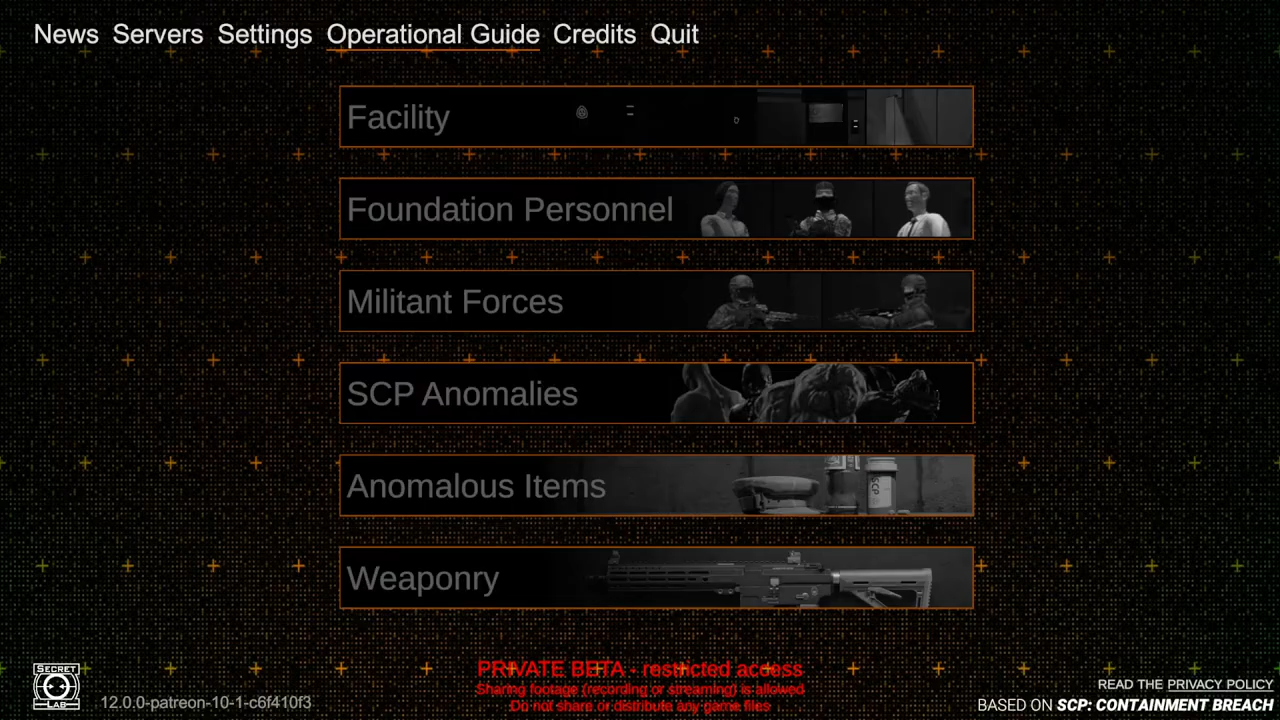 News Servers Settings Operational Guide Credits Quit
Facility
Foundation Personnel
Militant Forces
SCP Anomalies
SCP
Anomalous Items
Weaponry
PRIVATE BETA - restricted access
Sharing footage (recording or streaming) is allowed
Do not share or distribute any game files
SECRET
LAB
12.0.0-patreon-10-1-c6f410f3
READ THE PRIVACY POLICY
BASED ON SCP: CONTAINMENT BREACH